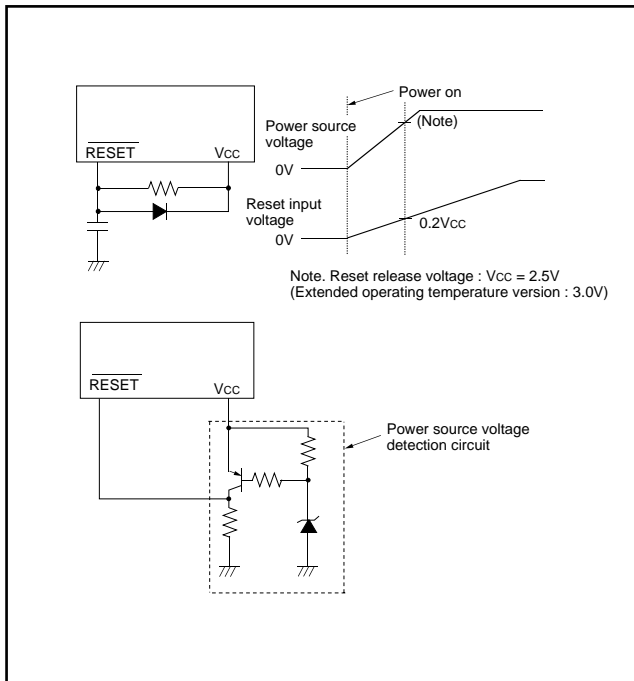 Power on
(Note)
Power source
voltage
RESET
VCC
0V
Reset input
voltage
0V
0.2VCC
Note. Reset release voltage : VCC = 2.5V
(Extended operating temperature version : 3.0V)
RESET
VCC
Power source voltage
detection circuit